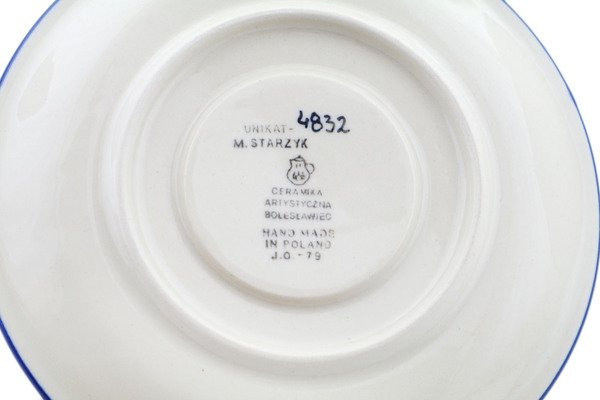 UNIKAT- 4832
M. STARZYK
CERAMIKA
ARTYSTYCZNA
BOLESŁAWIEC
HAND MADE
IN POLAND
J.O.-79